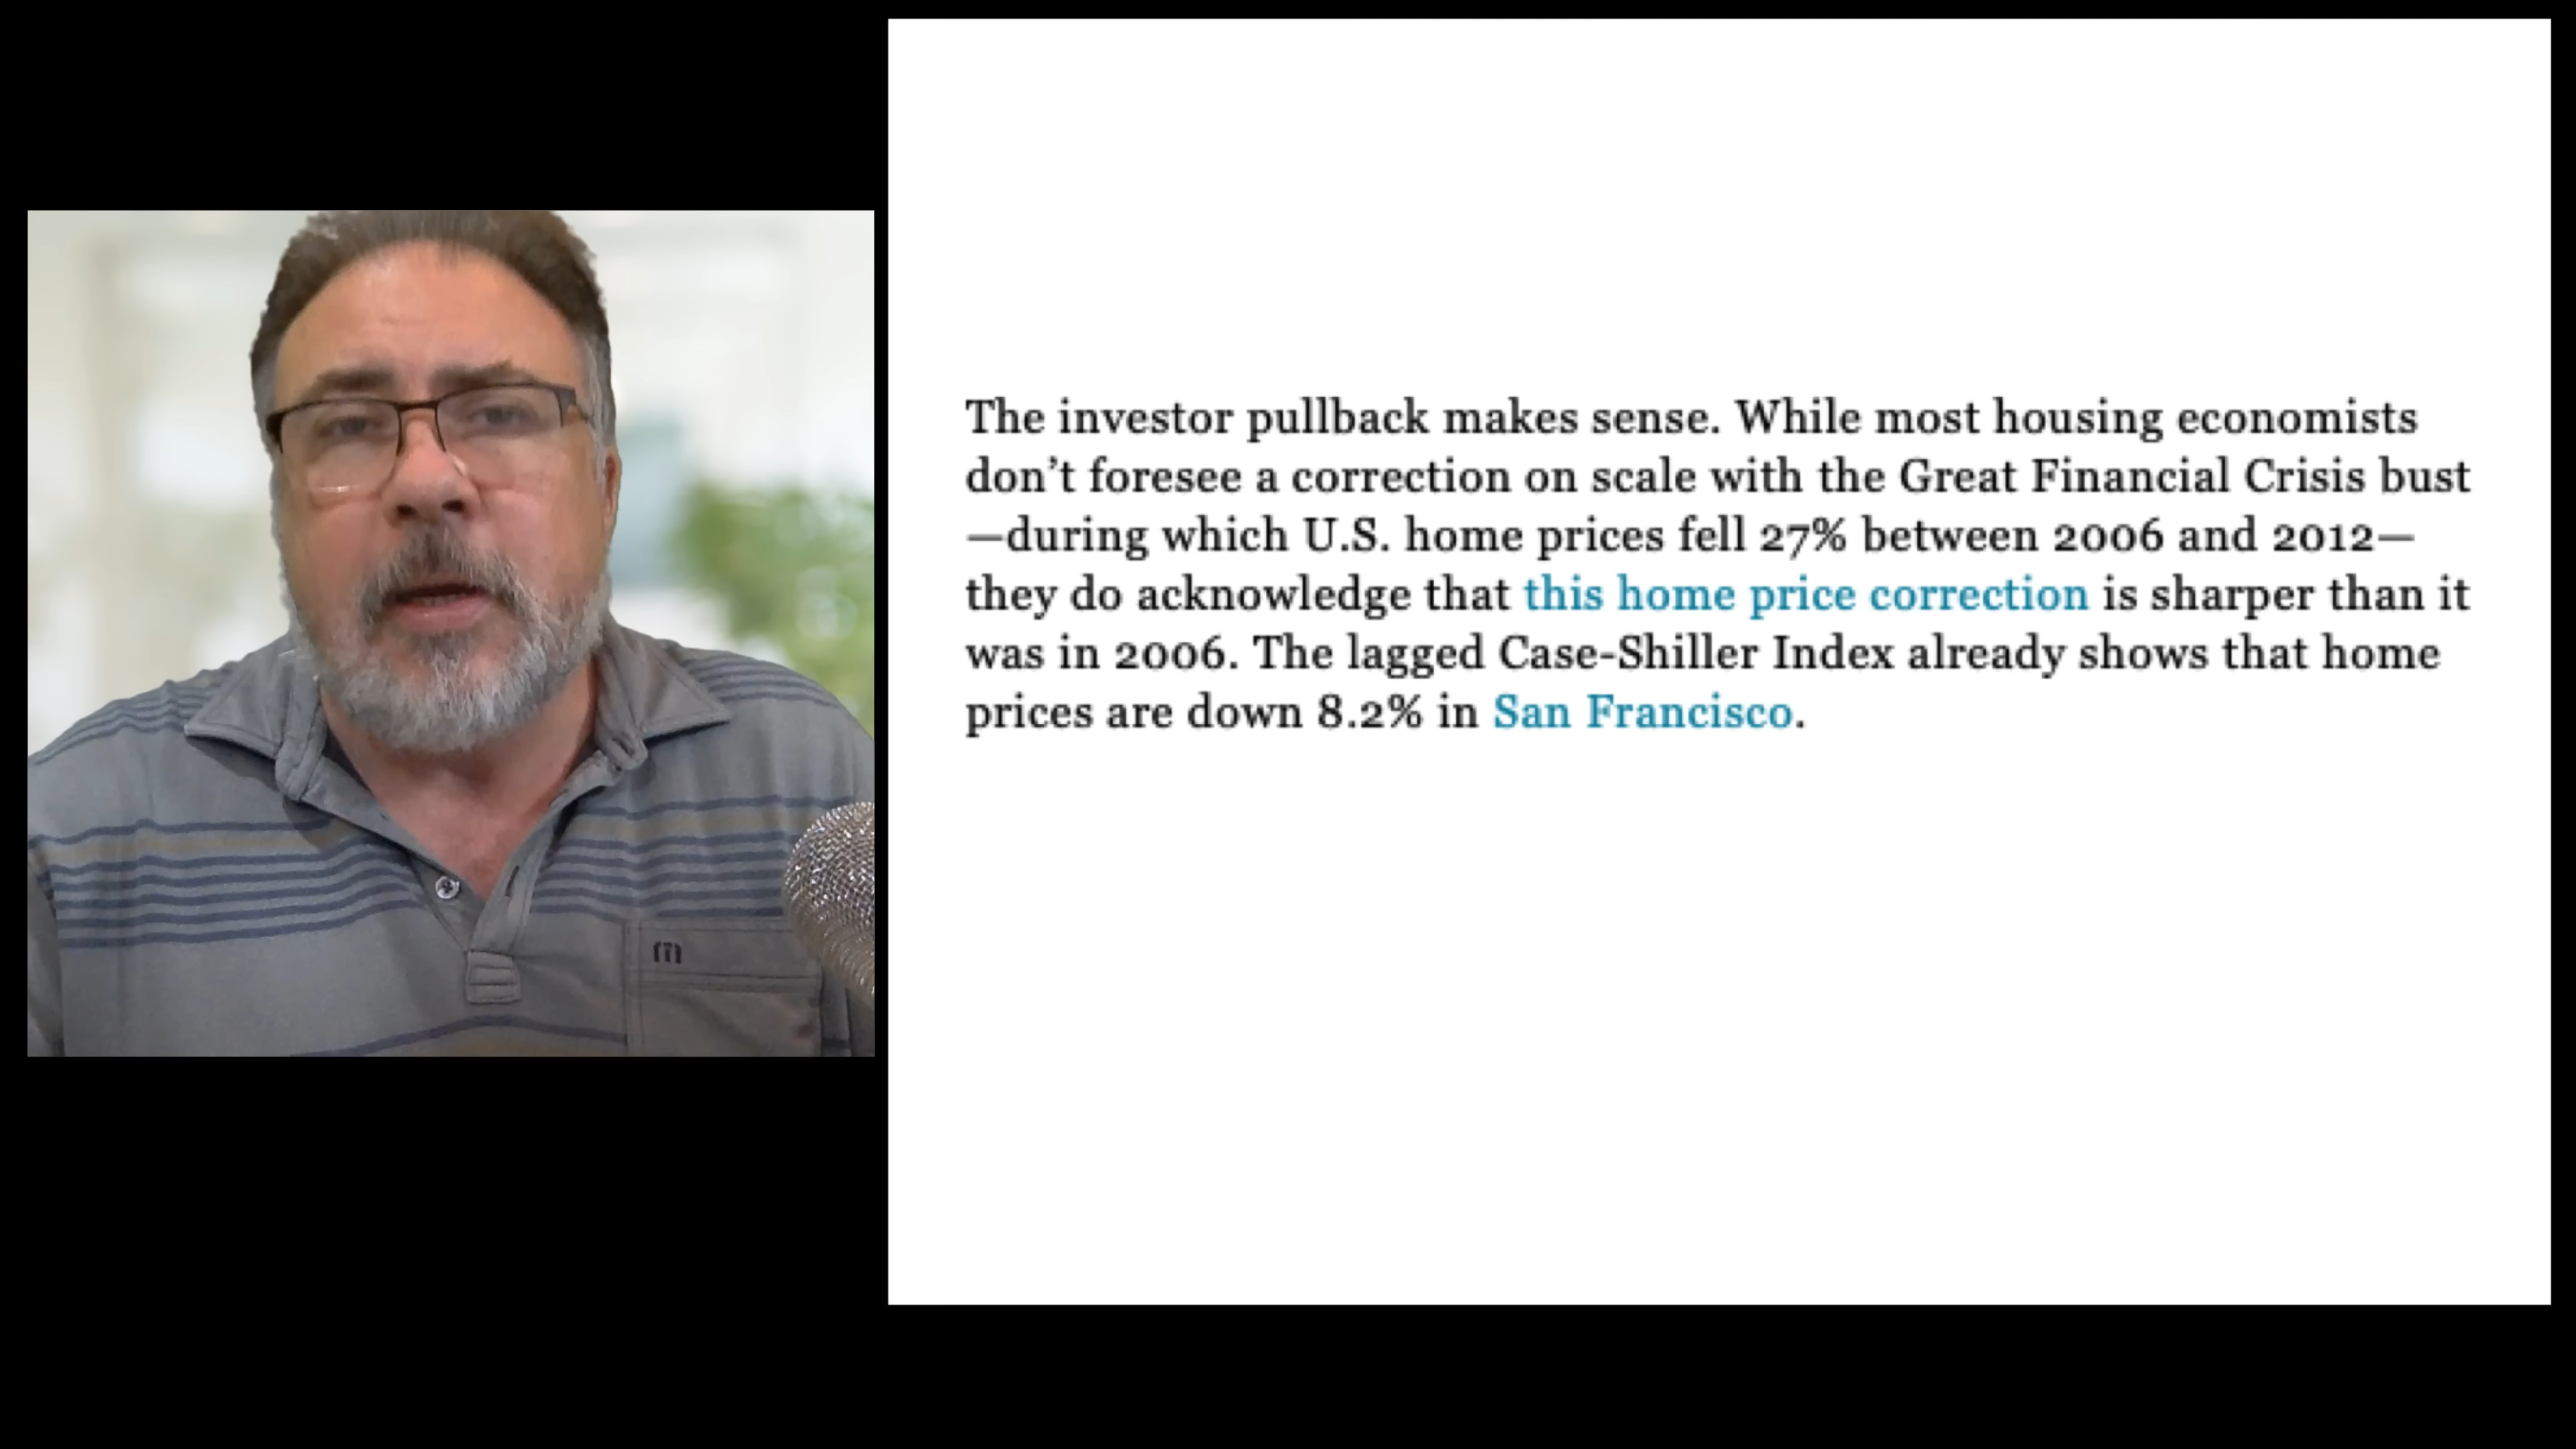 The investor pullback makes sense. While most housing economists
don’t foresee a correction on scale with the Great Financial Crisis bust
—during which U.S. home prices fell 27% between 2006 and 2012—
they do acknowledge that this home price correction is sharper than it
was in 2006. The lagged Case-Shiller Index already shows that home
prices are down 8.2% in San Francisco.
m